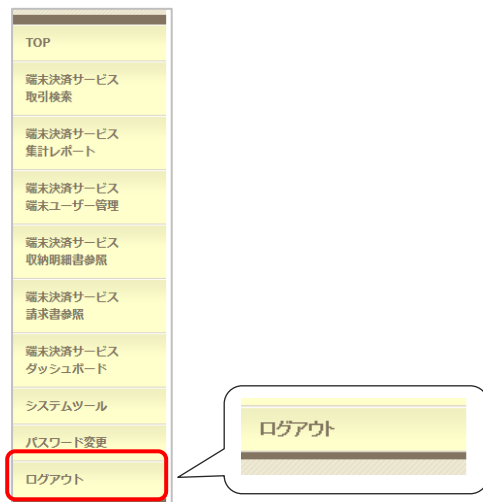 TOP
端末決済サービス
取引検索
端末決済サービス
集計レポート
端末決済サービス
端末ユーザー管理
端末決済サービス
収納明細書参照
端末決済サービス
請求書参照
端末決済サービス
ダッシュボード
システムツール
パスワード変更
ログアウト
ログアウト